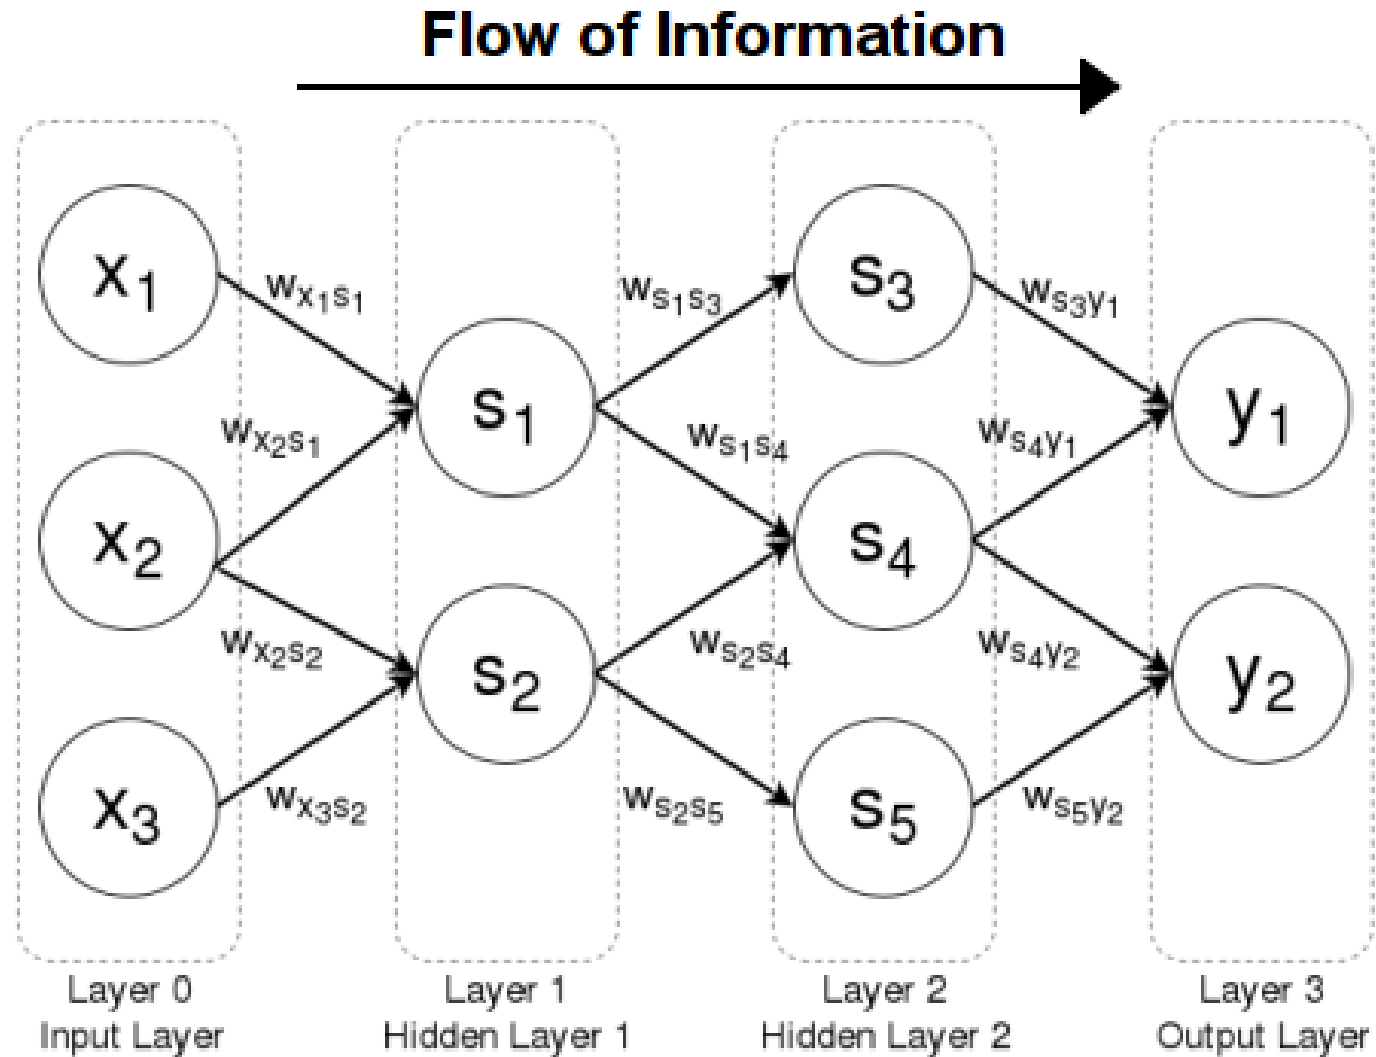 Flow of Information
x1
wx1s1
wx2s1
x2
wx2s2
x3
wx3s2
s1
s2
ws1s3
ws1s4
ws2s4
ws2s5
s3
s4
s5
ws3y1
ws4y1
ws4y2
ws5y2
y1
y2
Layer 0
Input Layer
Layer 1
Hidden Layer 1
Layer 2
Hidden Layer 2
Layer 3
Output Layer